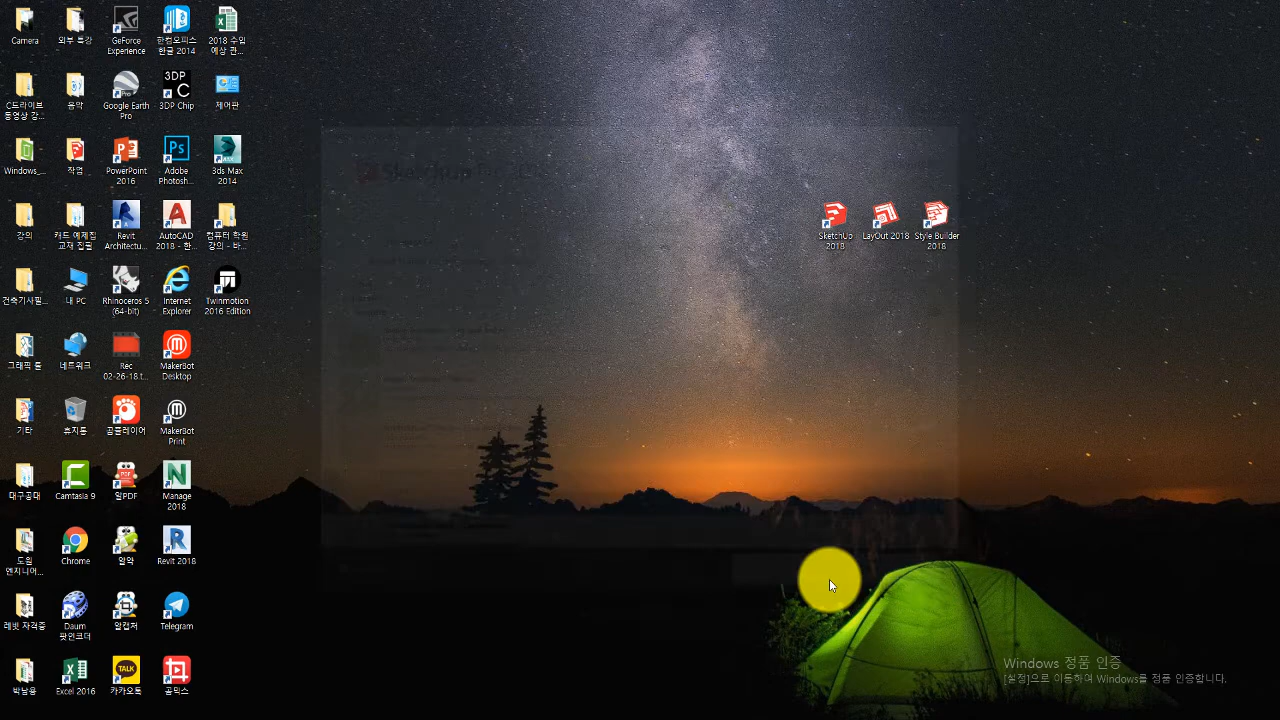 Camera
외부 특강
GeForce
Experience
한컴오피스
한글 2014
2018 수입
예상 관...
C드라이브
동영상 강...
음악
Google Earth
Pro
3DP Chip
제어판
Windows_...
작업
PowerPoint
2016
Adobe
Photosh...
3ds Max
2014
강의
캐드 예제집
교재 집필
Revit
Architectu...
AutoCAD
2018 - 한...
컴퓨터 학원
강의 - 바...
SketchUp
2018
LayOut 2018
Style Builder
2018
건축기사필...
내 PC
Rhinoceros 5
(64-bit)
Internet
Explorer
Twinmotion
2016 Edition
그래픽 툴
네트워크
Rec
02-26-18.t...
MakerBot
Desktop
기타
휴지통
곰플레이어
MakerBot
Print
대구공대
Camtasia 9
알PDF
Manage
2018
도원
엔지니어...
Chrome
알약
Revit 2018
레빗 자격증
Daum
팟인코더
알캡처
Telegram
박남용
Excel 2016
카카오톡
곰믹스
Windows 정품 인증
[설정]으로 이동하여 Windows를 정품 인증합니다.